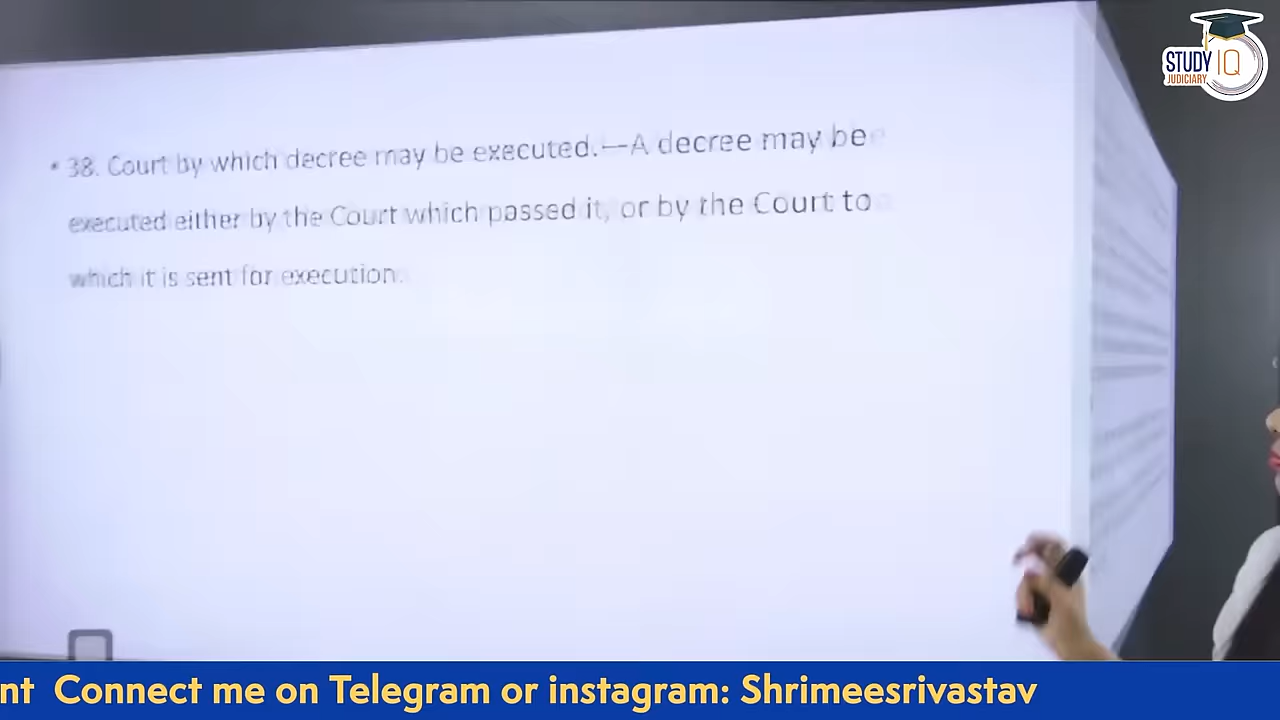 STUDY IQ
JUDICIARY
• 38. Court by which decree may be executed.—A decree may be
executed either by the Court which passed it, or by the Court to
which it is sent for execution.
nt Connect me on Telegram or instagram: Shrimeesrivastav